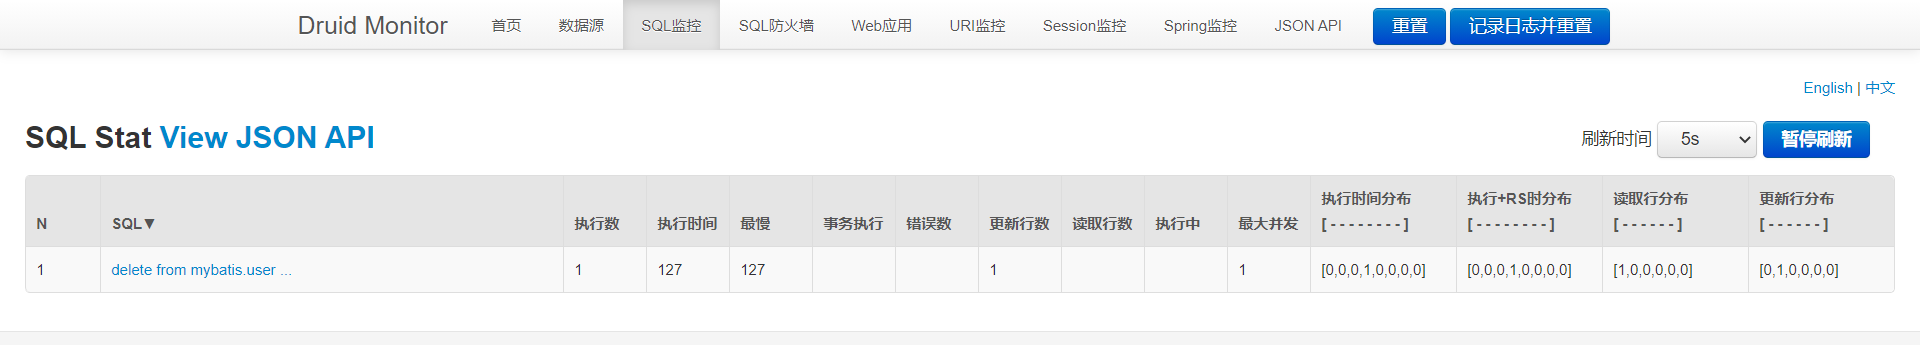 Druid Monitor 首页 数据源 SQL监控 SQL防火墙 Web应用 URI监控 Session监控 Spring监控 JSON API 重置 记录日志并重置
English | 中文
SQL Stat View JSON API 刷新时间 5s 暂停刷新
N SQL▼ 执行数 执行时间 最慢 事务执行 错误数 更新行数 读取行数 执行中 最大并发 执行时间分布 [ - - - - - - - - ] 执行+RS时分布 [ - - - - - - - - ] 读取行分布 [ - - - - - - ] 更新行分布 [ - - - - - - ]
1 delete from mybatis.user ... 1 127 127 1 1 [0,0,0,1,0,0,0,0] [0,0,0,1,0,0,0,0] [1,0,0,0,0,0] [0,1,0,0,0,0]